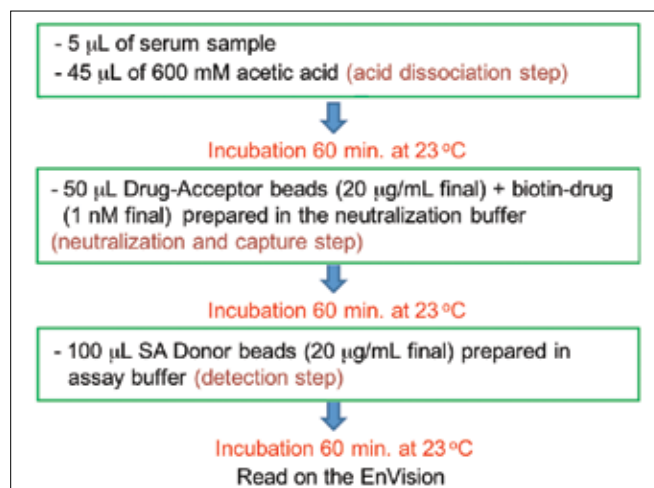 - 5 μL of serum sample
- 45 μL of 600 mM acetic acid (acid dissociation step)
Incubation 60 min. at 23 ºC
- 50 μL Drug-Acceptor beads (20 μg/mL final) + biotin-drug
(1 nM final) prepared in the neutralization buffer
(neutralization and capture step)
Incubation 60 min. at 23 ºC
- 100 μL SA Donor beads (20 μg/mL final) prepared in
assay buffer (detection step)
Incubation 60 min. at 23 ºC
Read on the EnVision